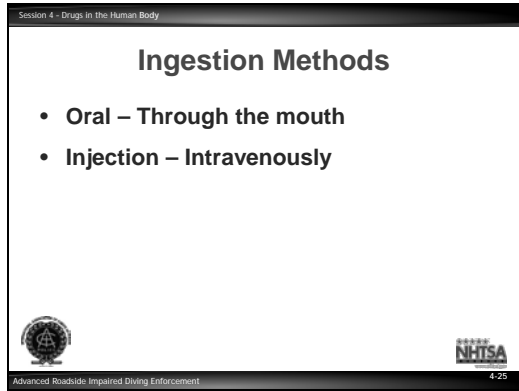 Session 4 - Drugs in the Human Body
Ingestion Methods
• Oral – Through the mouth
• Injection – Intravenously
NHTSA
Advanced Roadside Impaired Diving Enforcement
4-25